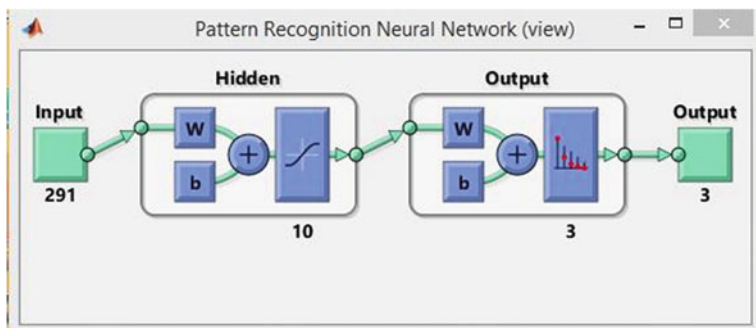 Pattern Recognition Neural Network (view)
Hidden Output
Input Output
W W
b b
291 3
10 3